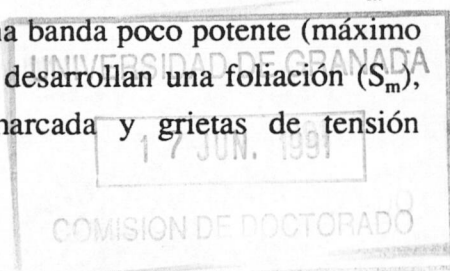 na banda poco potente (máximo
UNIVERSIDAD DE GRANADA
desarrollan una foliación (Sₘ),
narcada y grietas de tensión
17 JUN. 1991
COMISION DE DOCTORADO